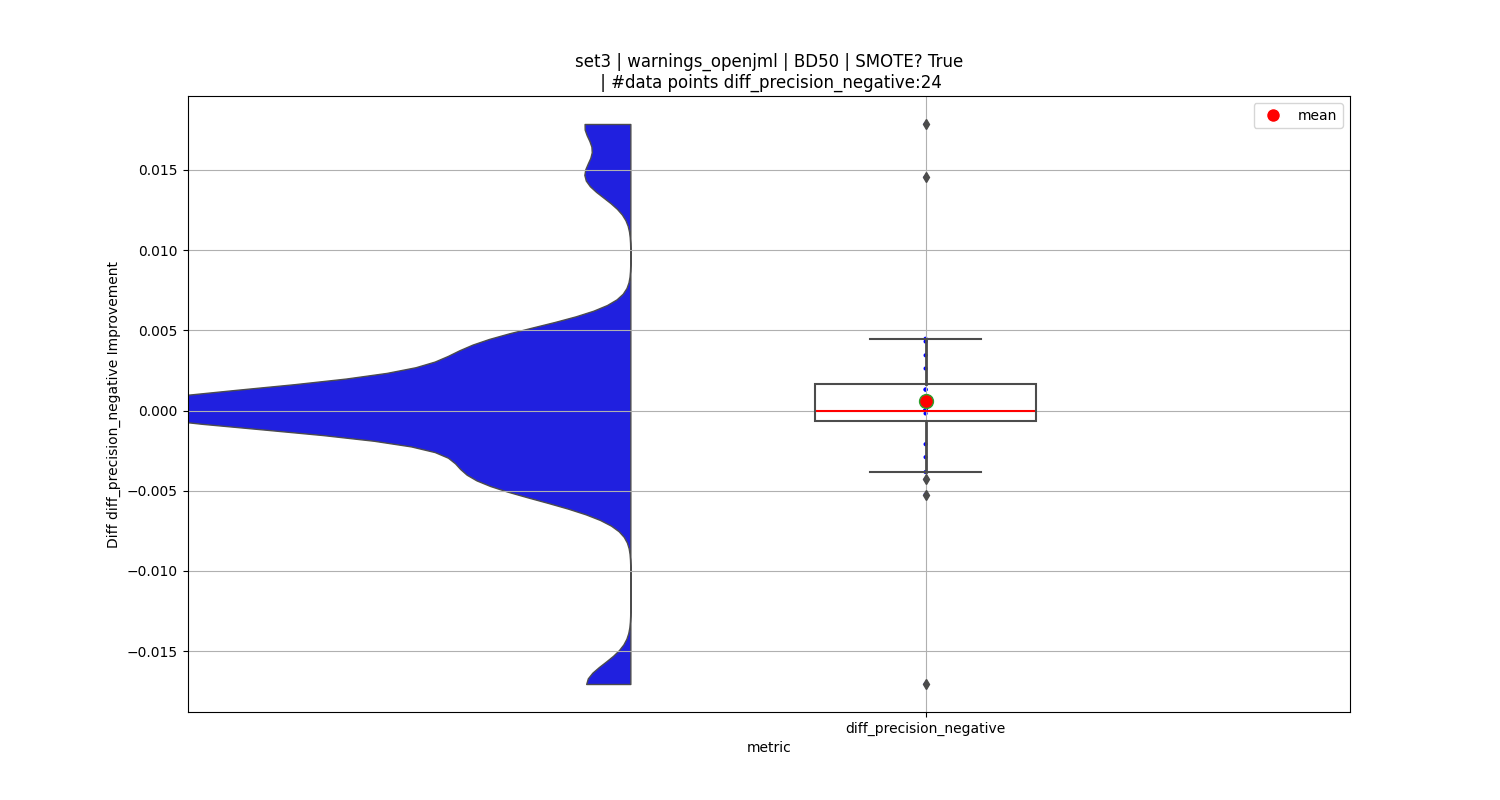 set3 | warnings_openjml | BD50 | SMOTE? True
| #data points diff_precision_negative:24
mean
0.015
0.010
0.005
0.000
−0.005
−0.010
−0.015
Diff diff_precision_negative Improvement
diff_precision_negative
metric